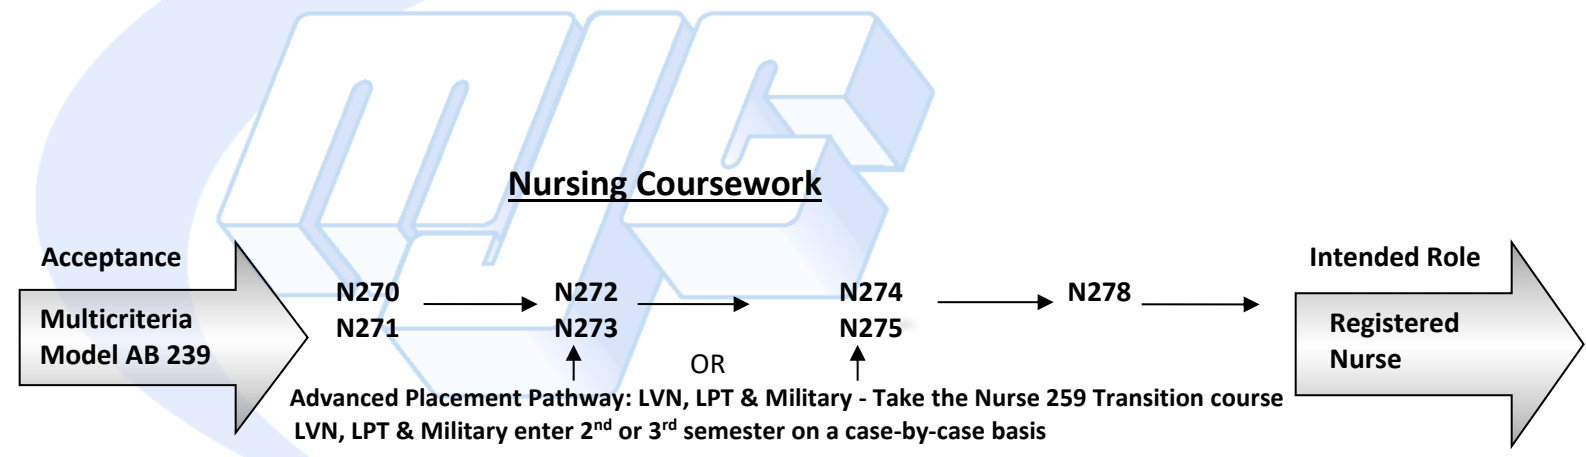 MJC
Nursing Coursework
Acceptance
Multicriteria
Model AB 239
N270
N271
N272
N273
OR
N274
N275
N278
Intended Role
Registered
Nurse
Advanced Placement Pathway: LVN, LPT & Military - Take the Nurse 259 Transition course
LVN, LPT & Military enter 2nd or 3rd semester on a case-by-case basis